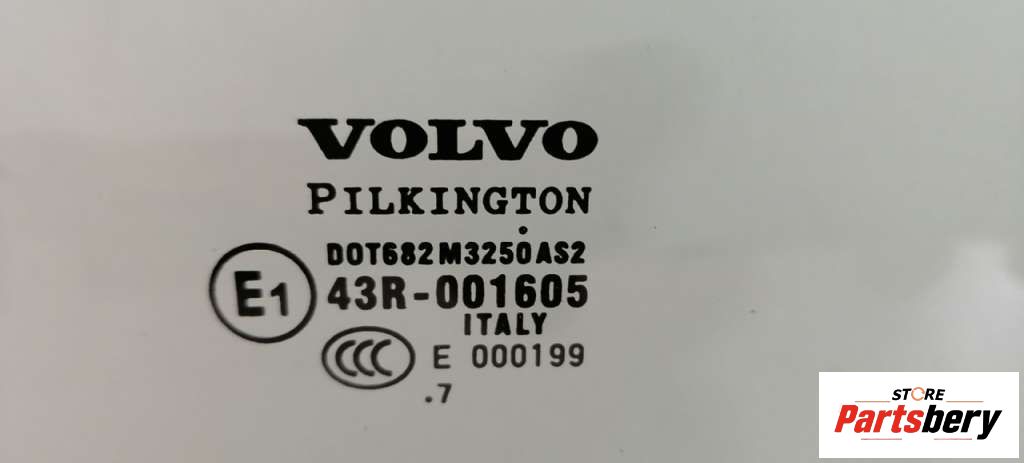 VOLVO
PILKINGTON
DOT682 M3250 AS2
E1 43R-001605
ITALY
CCC E 000199
.7
STORE
Partsbery